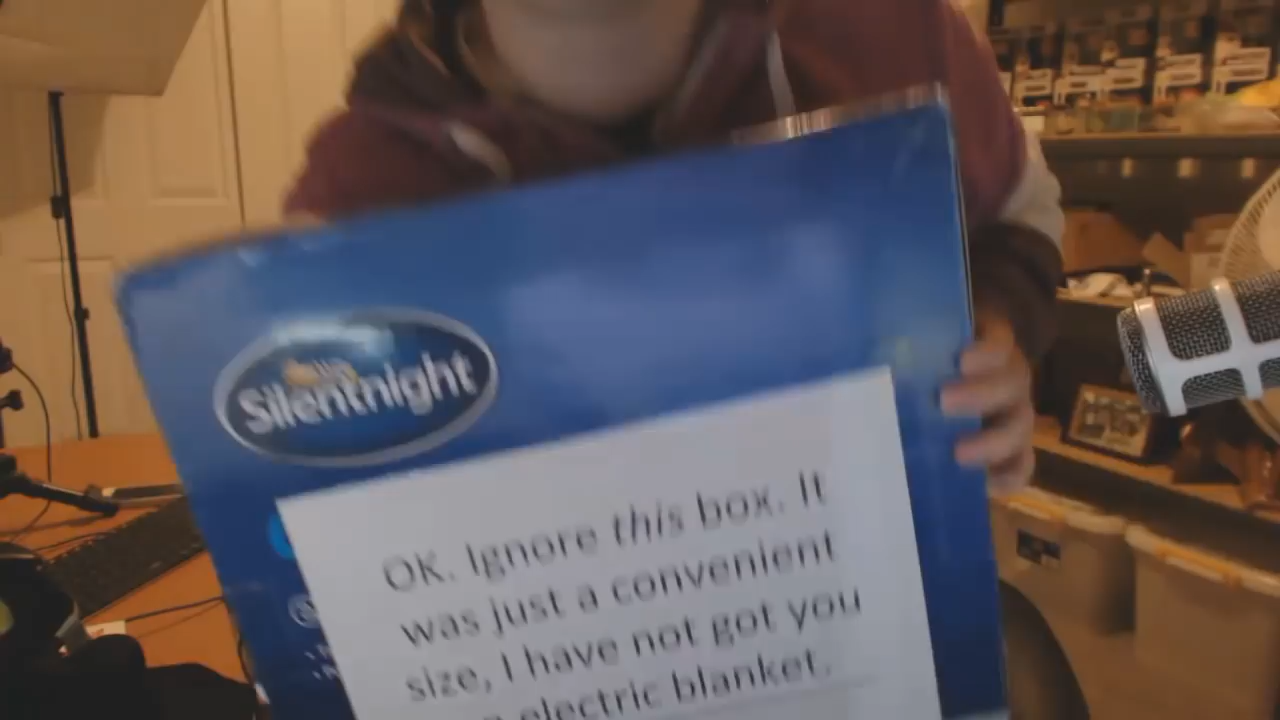 Silentnight
OK. Ignore this box. It
was just a convenient
size, I have not got you
electric blanket.